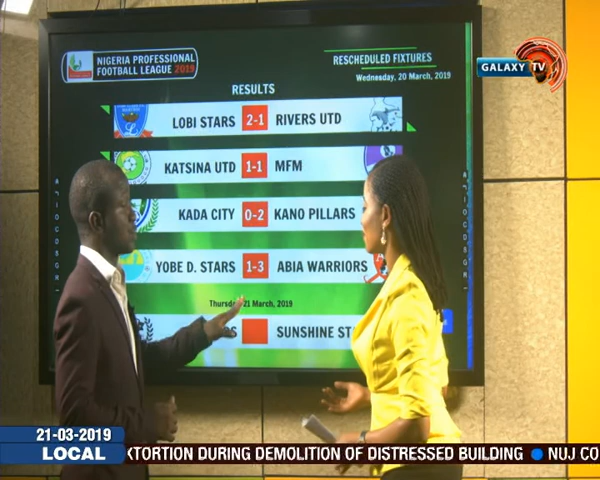 NIGERIA PROFESSIONAL
FOOTBALL LEAGUE 2019
RESCHEDULED FIXTURES
Wednesday, 20 March, 2019
GALAXY TV
RESULTS
LOBI STARS 2-1 RIVERS UTD
KATSINA UTD 1-1 MFM
KADA CITY 0-2 KANO PILLARS
YOBE D. STARS 1-3 ABIA WARRIORS
Thursday 21 March, 2019
SUNSHINE
21-03-2019
LOCAL
XTORTION DURING DEMOLITION OF DISTRESSED BUILDING NUJ CO